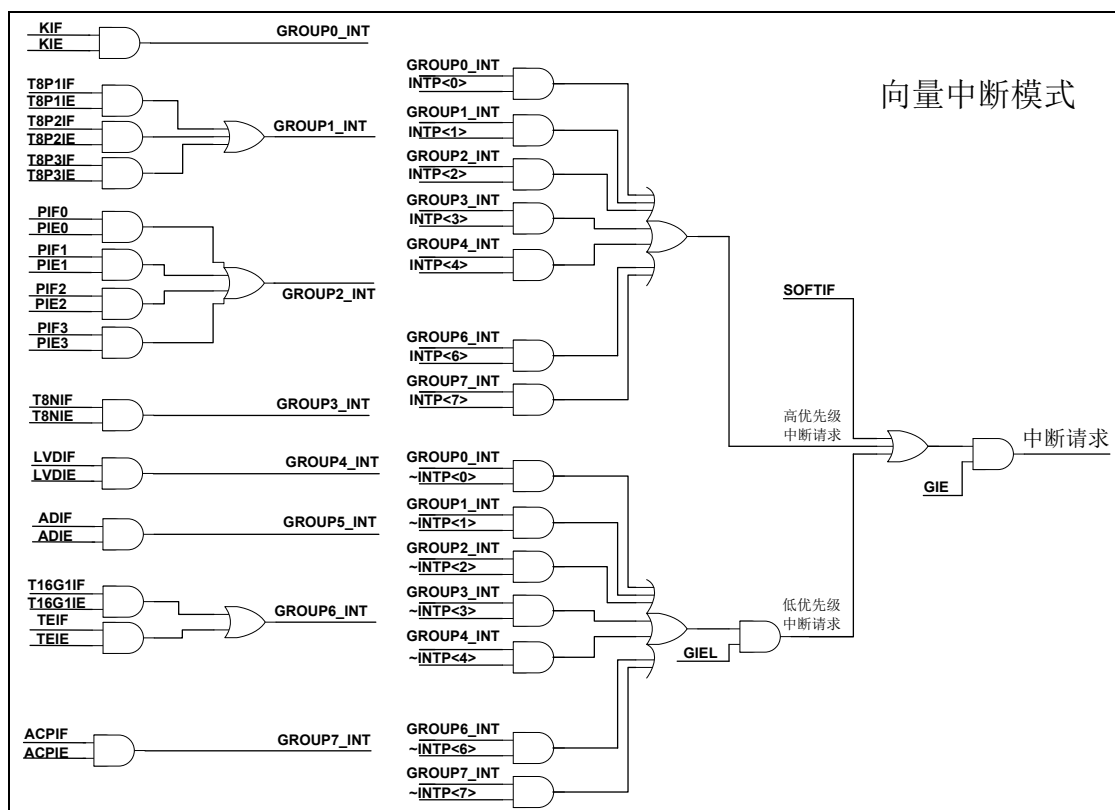 KIF
KIE
GROUP0_INT
T8P1IF
T8P1IE
T8P2IF
T8P2IE
T8P3IF
T8P3IE
GROUP1_INT
PIF0
PIE0
PIF1
PIE1
PIF2
PIE2
PIF3
PIE3
GROUP2_INT
T8NIF
T8NIE
GROUP3_INT
LVDIF
LVDIE
GROUP4_INT
ADIF
ADIE
GROUP5_INT
T16G1IF
T16G1IE
TEIF
TEIE
GROUP6_INT
ACPIF
ACPIE
GROUP7_INT
GROUP0_INT
INTP<0>
GROUP1_INT
INTP<1>
GROUP2_INT
INTP<2>
GROUP3_INT
INTP<3>
GROUP4_INT
INTP<4>
GROUP6_INT
INTP<6>
GROUP7_INT
INTP<7>
GROUP0_INT
~INTP<0>
GROUP1_INT
~INTP<1>
GROUP2_INT
~INTP<2>
GROUP3_INT
~INTP<3>
GROUP4_INT
~INTP<4>
GROUP6_INT
~INTP<6>
GROUP7_INT
~INTP<7>
GIEL
向量中断模式
SOFTIF
高优先级
中断请求
低优先级
中断请求
GIE
中断请求